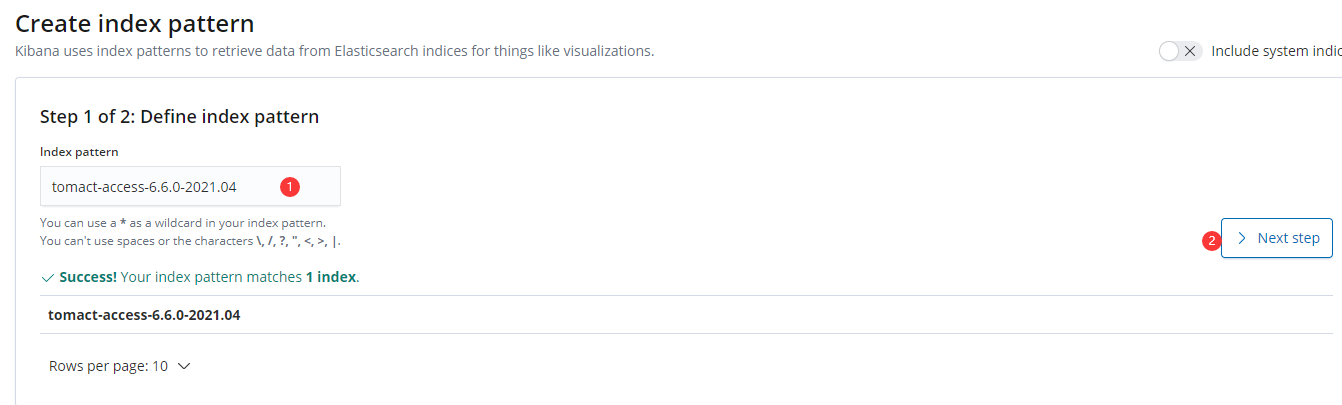 Create index pattern
Kibana uses index patterns to retrieve data from Elasticsearch indices for things like visualizations.
Include system indic
Step 1 of 2: Define index pattern
Index pattern
tomact-access-6.6.0-2021.04
1
You can use a * as a wildcard in your index pattern.
You can't use spaces or the characters \, /, ?, ", <, >, |.
2
Next step
Success! Your index pattern matches 1 index.
tomact-access-6.6.0-2021.04
Rows per page: 10